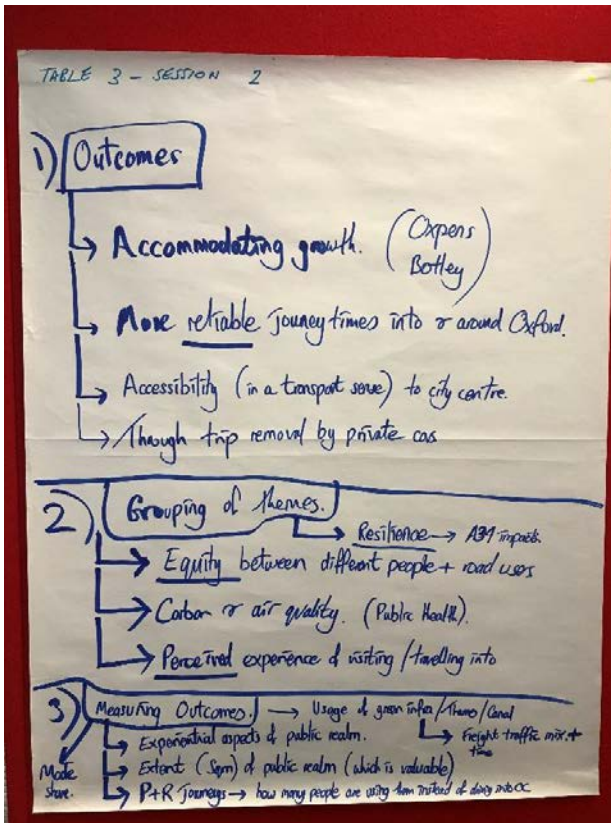 TABLE 3 - SESSION 2
1) Outcomes
→ Accommodating growth. (Oxpens
Botley)
→ More reliable journey times into & around Oxford.
→ Accessibility (in a transport sense) to city centre.
→ Through trip removal by private cars
2) Grouping of themes.
→ Resilience → A34 impacts.
→ Equity between different people + road users
→ Carbon & air quality. (Public Health).
→ Perceived experience of visiting / travelling into
3) Measuring Outcomes. → Usage of green infra / Thames / Canal
→ Experiential aspects of public realm.
→ Freight traffic mix. + time
Mode share.
→ Extent (Sqm) of public realm (which is valuable)
→ P+R journeys → how many people are using them instead of driving into OC